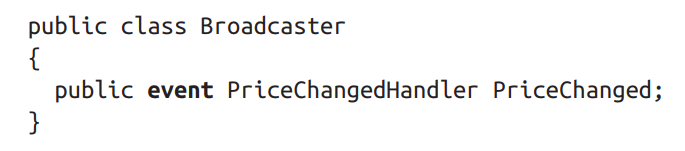 public class Broadcaster
{
  public event PriceChangedHandler PriceChanged;
}